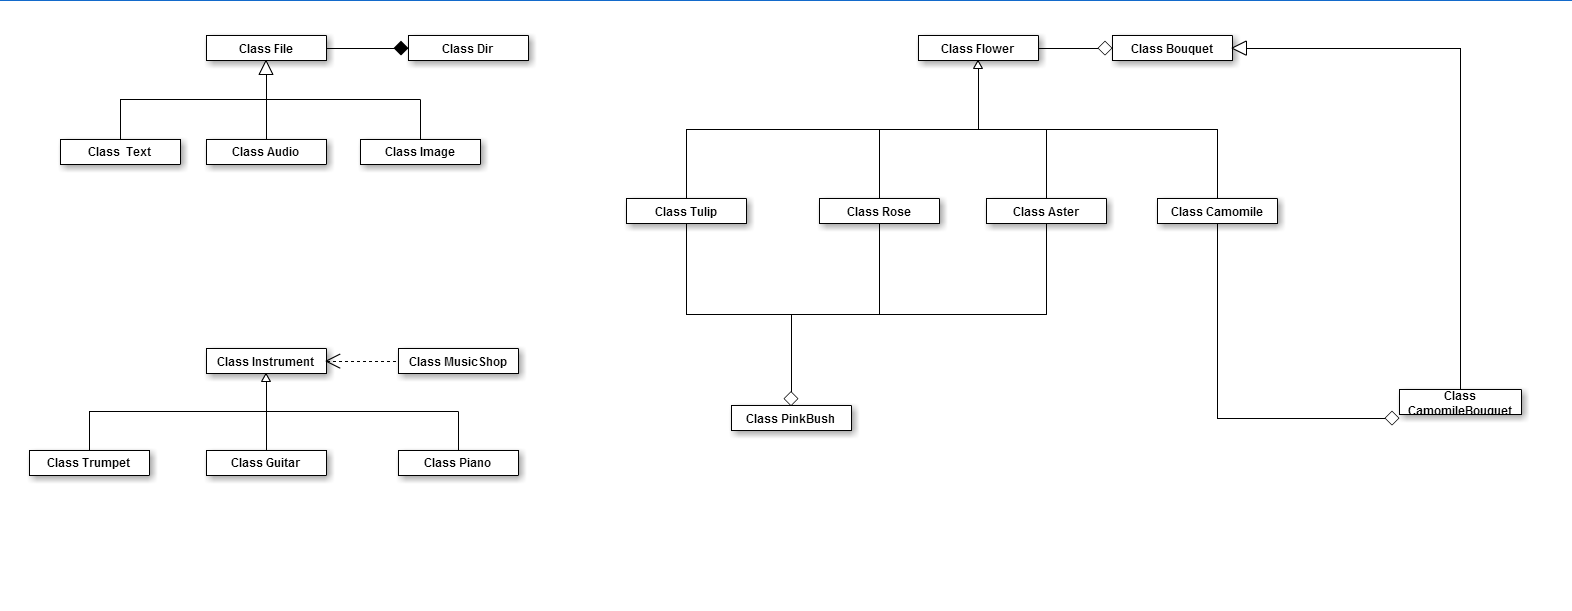 Class File
Class Dir
Class Flower
Class Bouquet
Class  Text
Class Audio
Class Image
Class Tulip
Class Rose
Class Aster
Class Camomile
Class Instrument
Class MusicShop
Class
CamomileBouquet
Class PinkBush
Class Trumpet
Class Guitar
Class Piano